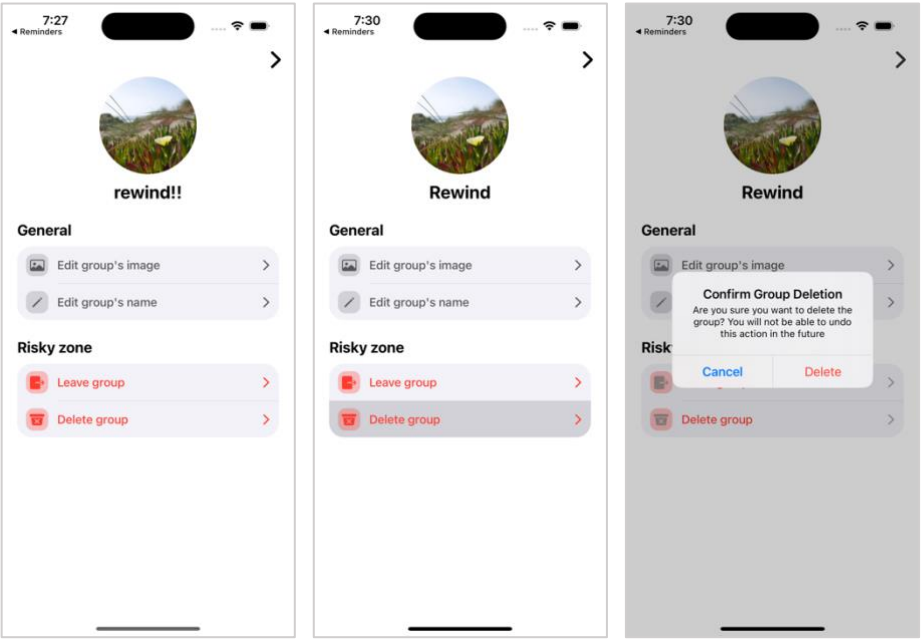 7:27
◀ Reminders
rewind!!
General
Edit group's image
Edit group's name
Risky zone
Leave group
Delete group
7:30
◀ Reminders
Rewind
General
Edit group's image
Edit group's name
Risky zone
Leave group
Delete group
7:30
◀ Reminders
Rewind
General
Edit group's image
Confirm Group Deletion
Are you sure you want to delete the
group? You will not be able to undo
this action in the future
Risk
Cancel
Delete
Delete group